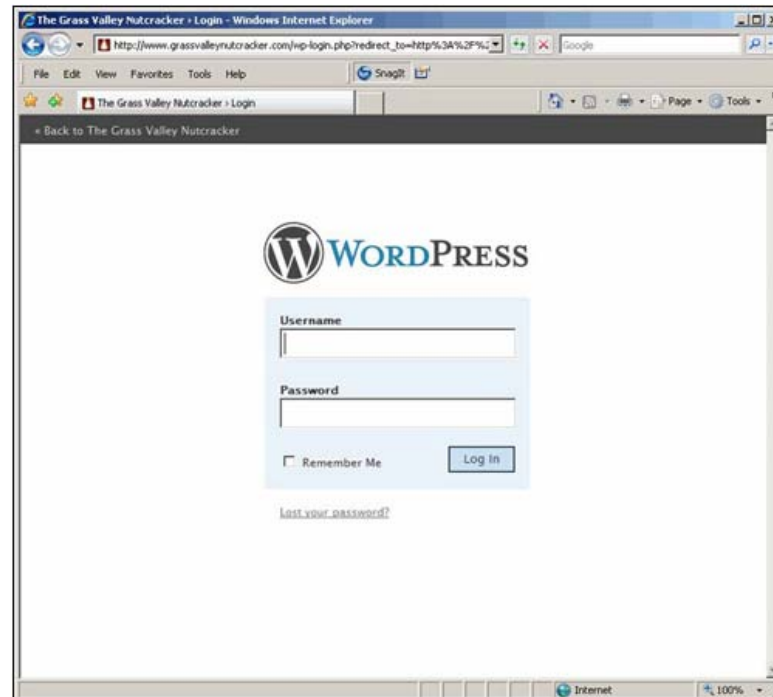 The Grass Valley Nutcracker › Login - Windows Internet Explorer
http://www.grassvalleynutcracker.com/wp-login.php?redirect_to=http%3A%2F%2
Google
File Edit View Favorites Tools Help
SnagIt
The Grass Valley Nutcracker › Login
Page
Tools
« Back to The Grass Valley Nutcracker
WORDPRESS
Username
Password
Remember Me
Log In
Lost your password?
Internet
100%